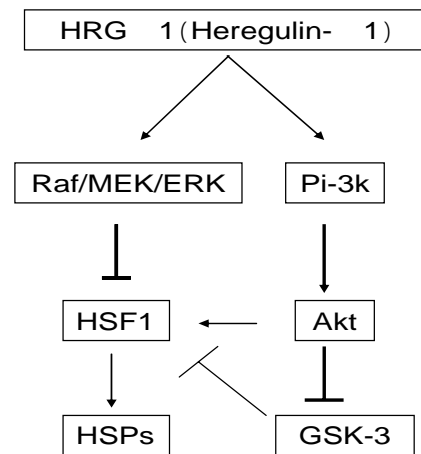 HRG 1(Heregulin- 1)
Raf/MEK/ERK Pi-3k
HSF1 Akt
HSPs GSK-3